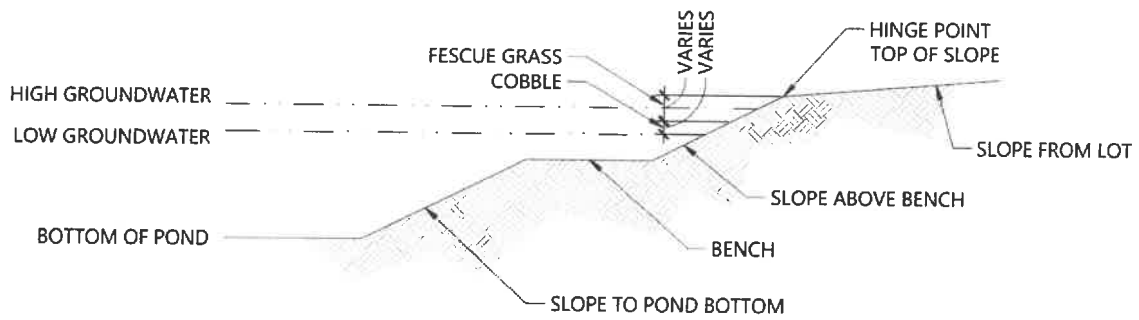 VARIES
VARIES
HINGE POINT
TOP OF SLOPE
FESCUE GRASS
COBBLE
HIGH GROUNDWATER
LOW GROUNDWATER
SLOPE FROM LOT
SLOPE ABOVE BENCH
BOTTOM OF POND
BENCH
SLOPE TO POND BOTTOM